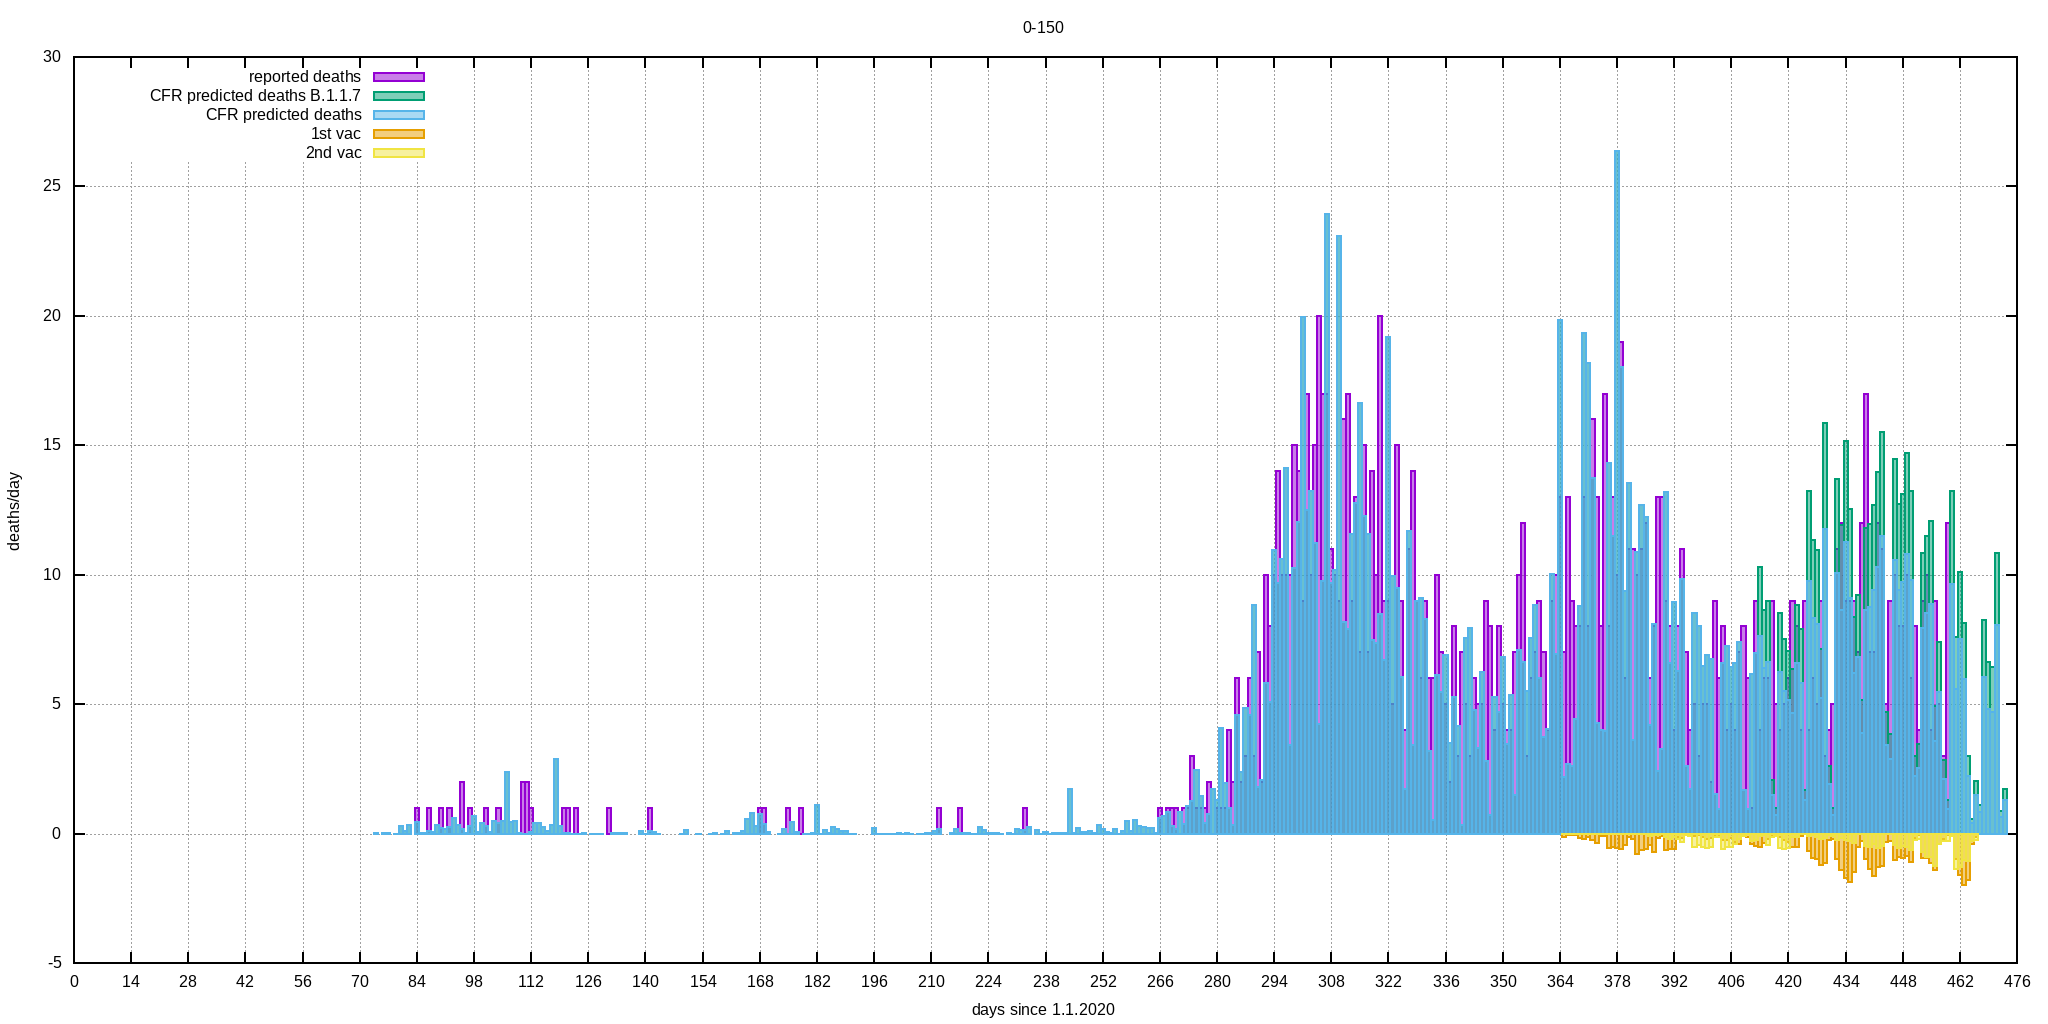 0-150
30
25
20
15
10
5
0
-5
deaths/day
reported deaths
CFR predicted deaths B.1.1.7
CFR predicted deaths
1st vac
2nd vac
0 14 28 42 56 70 84 98 112 126 140 154 168 182 196 210 224 238 252 266 280 294 308 322 336 350 364 378 392 406 420 434 448 462 476
days since 1.1.2020